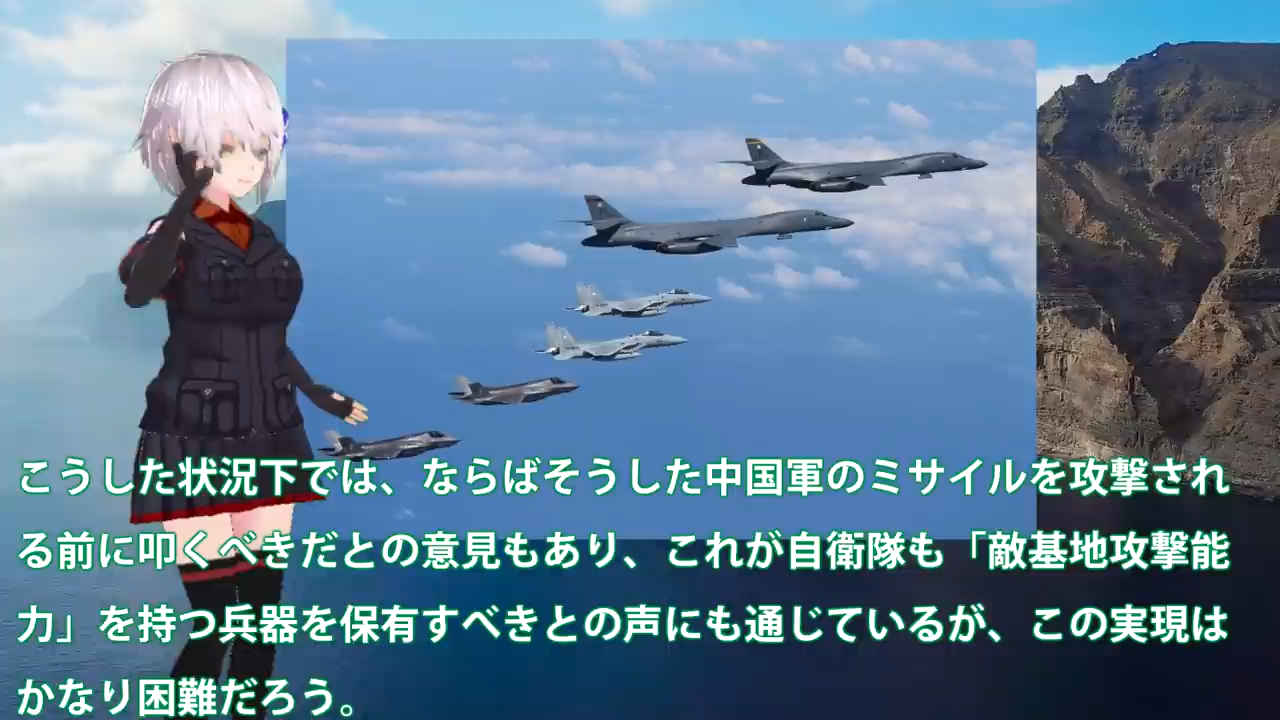 こうした状況下では、ならばそうした中国軍のミサイルを攻撃され
る前に叩くべきだとの意見もあり、これが自衛隊も「敵基地攻撃能
力」を持つ兵器を保有すべきとの声にも通じているが、この実現は
かなり困難だろう。